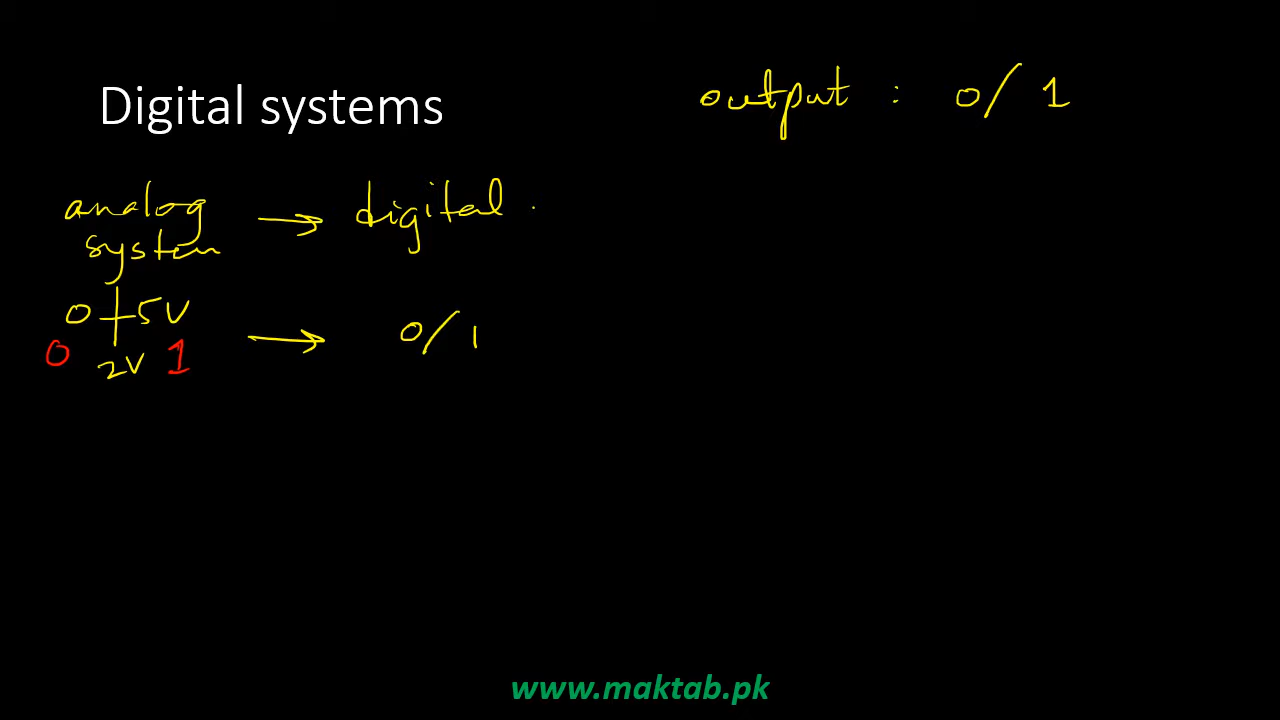 Digital systems
output : 0/1
analog system → digital .
0+5V → 0/1
0 2V 1
www.maktab.pk